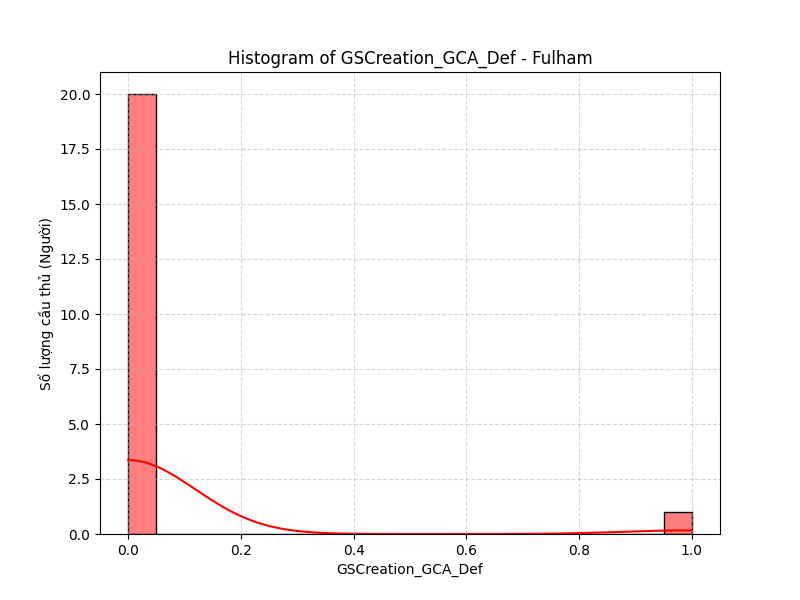 Histogram of GSCreation_GCA_Def - Fulham
20.0
17.5
15.0
12.5
10.0
7.5
5.0
2.5
0.0
Số lượng cầu thủ (Người)
0.0 0.2 0.4 0.6 0.8 1.0
GSCreation_GCA_Def